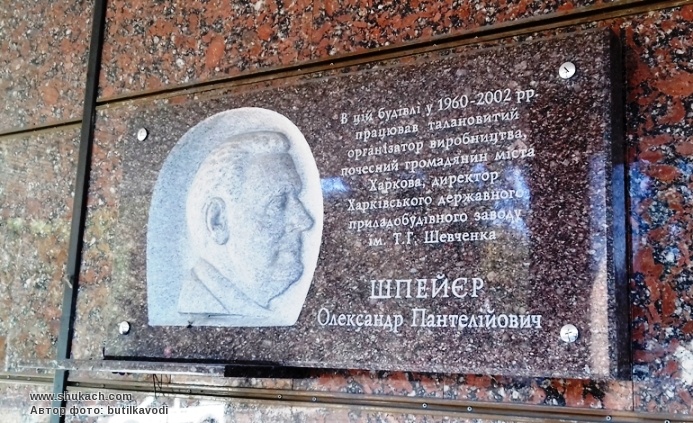 В цій будівлі у 1960-2002 рр.
працював талановитий
організатор виробництва,
почесний громадянин міста
Харкова, директор
Харківського державного
приладобудівного заводу
ім. Т.Г. Шевченка
ШПЕЙЄР
Олександр Пантелійович
www.shukach.com
Автор фото: butilkavodi